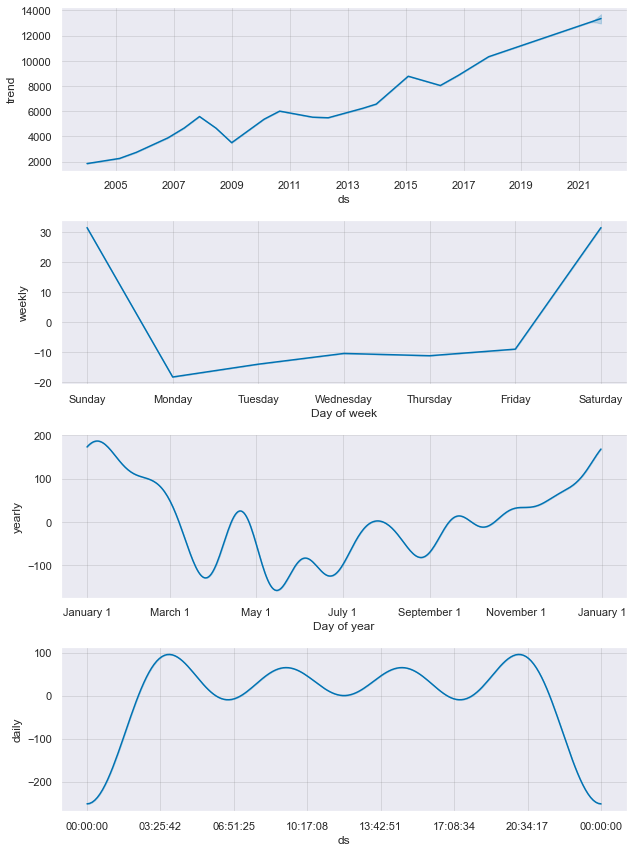 14000
12000
10000
8000
6000
4000
2000
trend
2005 2007 2009 2011 2013 2015 2017 2019 2021
ds
30
20
10
0
−10
−20
weekly
Sunday Monday Tuesday Wednesday Thursday Friday Saturday
Day of week
200
100
0
−100
yearly
January 1 March 1 May 1 July 1 September 1 November 1 January 1
Day of year
100
0
−100
−200
daily
00:00:00 03:25:42 06:51:25 10:17:08 13:42:51 17:08:34 20:34:17 00:00:00
ds